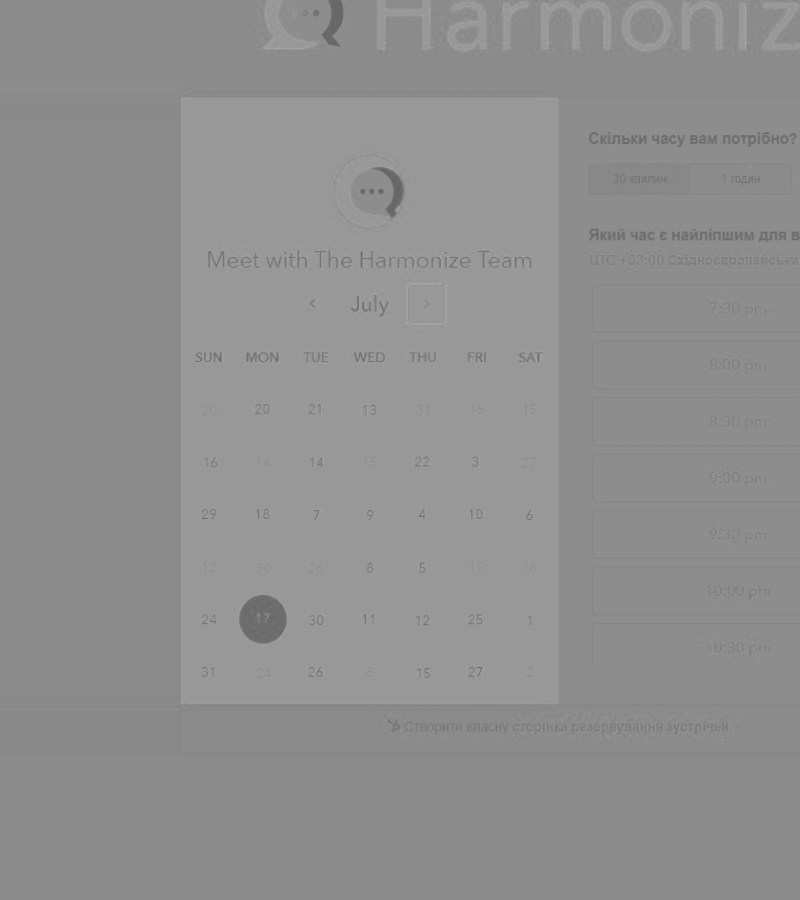 Harmoniz
Скільки часу вам потрібно?
30 хвилин
1 годин
Meet with The Harmonize Team
Який час є найліпшим для в
UTC +03:00 Східноєвропейськи
July
7:30 pm
SUN MON TUE WED THU FRI SAT
8:00 pm
20 20 21 13 31 16 15
8:30 pm
16 14 14 15 22 3 27
9:00 pm
29 18 7 9 4 10 6
9:30 pm
12 30 26 8 5 15 16
10:00 pm
24 17 30 11 12 25 1
10:30 pm
31 24 26 6 15 27 2
Створити власну сторінка резервування зустрічей